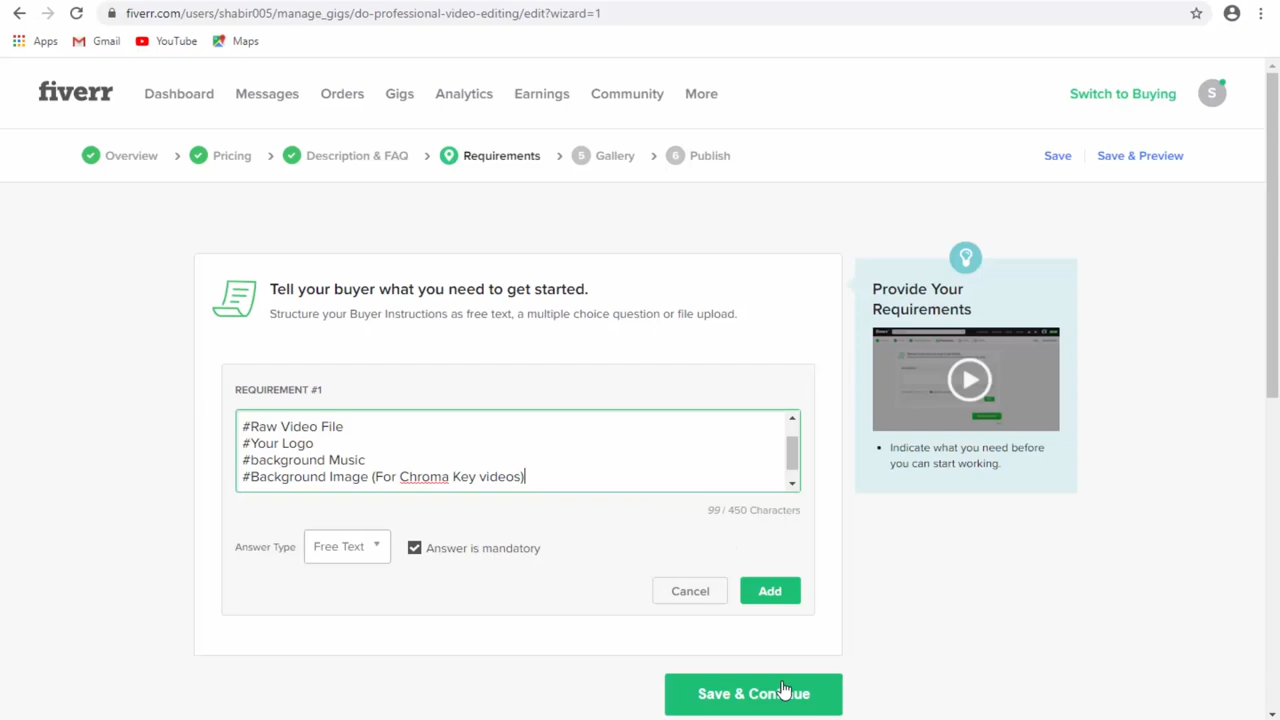 fiverr.com/users/shabir005/manage_gigs/do-professional-video-editing/edit?wizard=1
Apps Gmail YouTube Maps
fiverr Dashboard Messages Orders Gigs Analytics Earnings Community More Switch to Buying S
Overview Pricing Description & FAQ Requirements 5 Gallery 6 Publish Save Save & Preview
Tell your buyer what you need to get started.
Structure your Buyer Instructions as free text, a multiple choice question or file upload.
REQUIREMENT #1
#Raw Video File
#Your Logo
#background Music
#Background Image (For Chroma Key videos)
99 / 450 Characters
Answer Type Free Text Answer is mandatory
Cancel Add
Save & Continue
Provide Your
Requirements
• Indicate what you need before
you can start working.